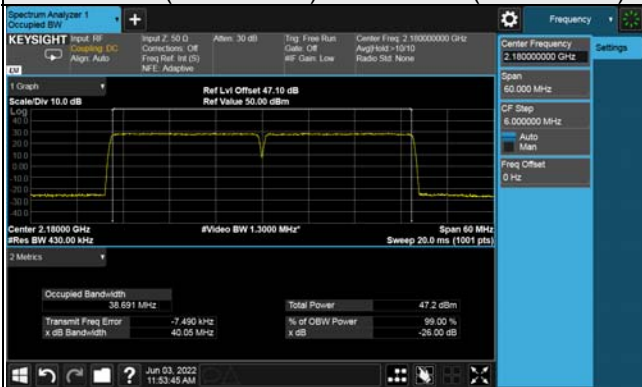 Spectrum Analyzer 1
Occupied BW
Frequency
KEYSIGHT Input: RF
Coupling: DC
Align: Auto
Input Z: 50 Ω
Corrections: Off
Freq Ref: Int (S)
NFE: Adaptive
Atten: 30 dB
Trig: Free Run
Gate: Off
#IF Gain: Low
Center Freq: 2.180000000 GHz
Avg|Hold:>10/10
Radio Std: None
Center Frequency
2.180000000 GHz
Settings
Span
60.000 MHz
CF Step
6.000000 MHz
Auto
Man
Freq Offset
0 Hz
1 Graph
Scale/Div 10.0 dB
Ref Lvl Offset 47.10 dB
Ref Value 50.00 dBm
Log
40.0
30.0
20.0
10.0
0.00
-10.0
-20.0
-30.0
-40.0
Center 2.18000 GHz
#Video BW 1.3000 MHz*
Span 60 MHz
#Res BW 430.00 kHz
Sweep 20.0 ms (1001 pts)
2 Metrics
Occupied Bandwidth
38.691 MHz
Total Power 47.2 dBm
Transmit Freq Error -7.490 kHz % of OBW Power 99.00 %
x dB Bandwidth 40.05 MHz x dB -26.00 dB
Jun 03, 2022
11:53:45 AM